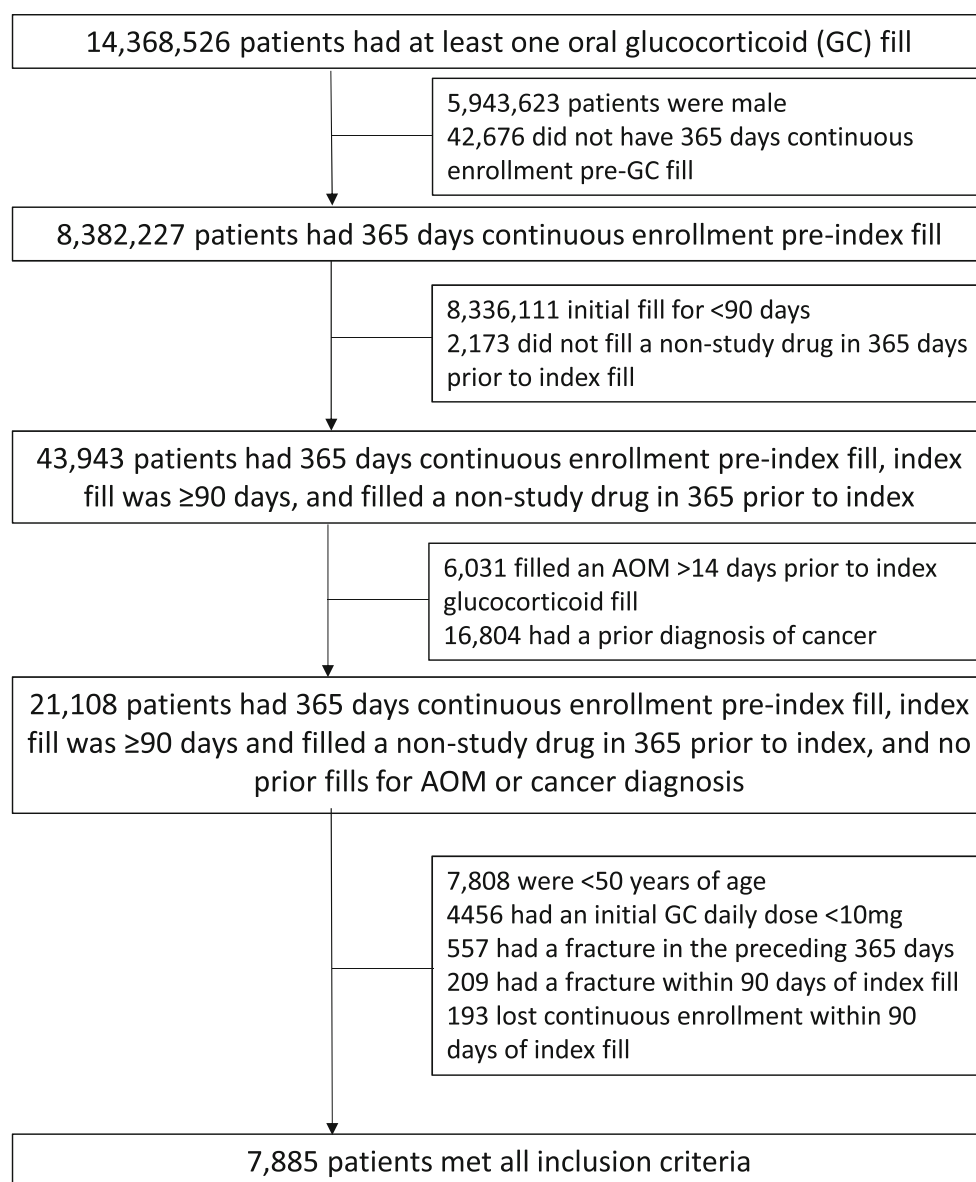 14,368,526 patients had at least one oral glucocorticoid (GC) fill
5,943,623 patients were male
42,676 did not have 365 days continuous
enrollment pre-GC fill
8,382,227 patients had 365 days continuous enrollment pre-index fill
8,336,111 initial fill for <90 days
2,173 did not fill a non-study drug in 365 days
prior to index fill
43,943 patients had 365 days continuous enrollment pre-index fill, index
fill was ≥90 days, and filled a non-study drug in 365 prior to index
6,031 filled an AOM >14 days prior to index
glucocorticoid fill
16,804 had a prior diagnosis of cancer
21,108 patients had 365 days continuous enrollment pre-index fill, index
fill was ≥90 days and filled a non-study drug in 365 prior to index, and no
prior fills for AOM or cancer diagnosis
7,808 were <50 years of age
4456 had an initial GC daily dose <10mg
557 had a fracture in the preceding 365 days
209 had a fracture within 90 days of index fill
193 lost continuous enrollment within 90
days of index fill
7,885 patients met all inclusion criteria